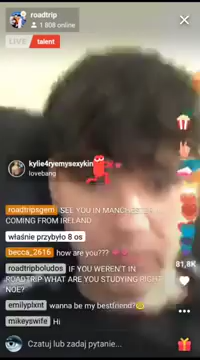 roadtrip
1 808 online
LIVE talent
kylie4ryemysexykin
lovebang
roadtripsgem SEE YOU IN MANCHESTER
COMING FROM IRELAND
właśnie przybyło 8 os
becca_2616 how are you???
roadtripboludos IF YOU WERENT IN
ROADTRIP WHAT ARE YOU STUDYING RIGHT
NOE?
81,8K
emilyplxnt wanna be my bestfriend?
mikeyswife Hi
Czatuj lub zadaj pytanie...